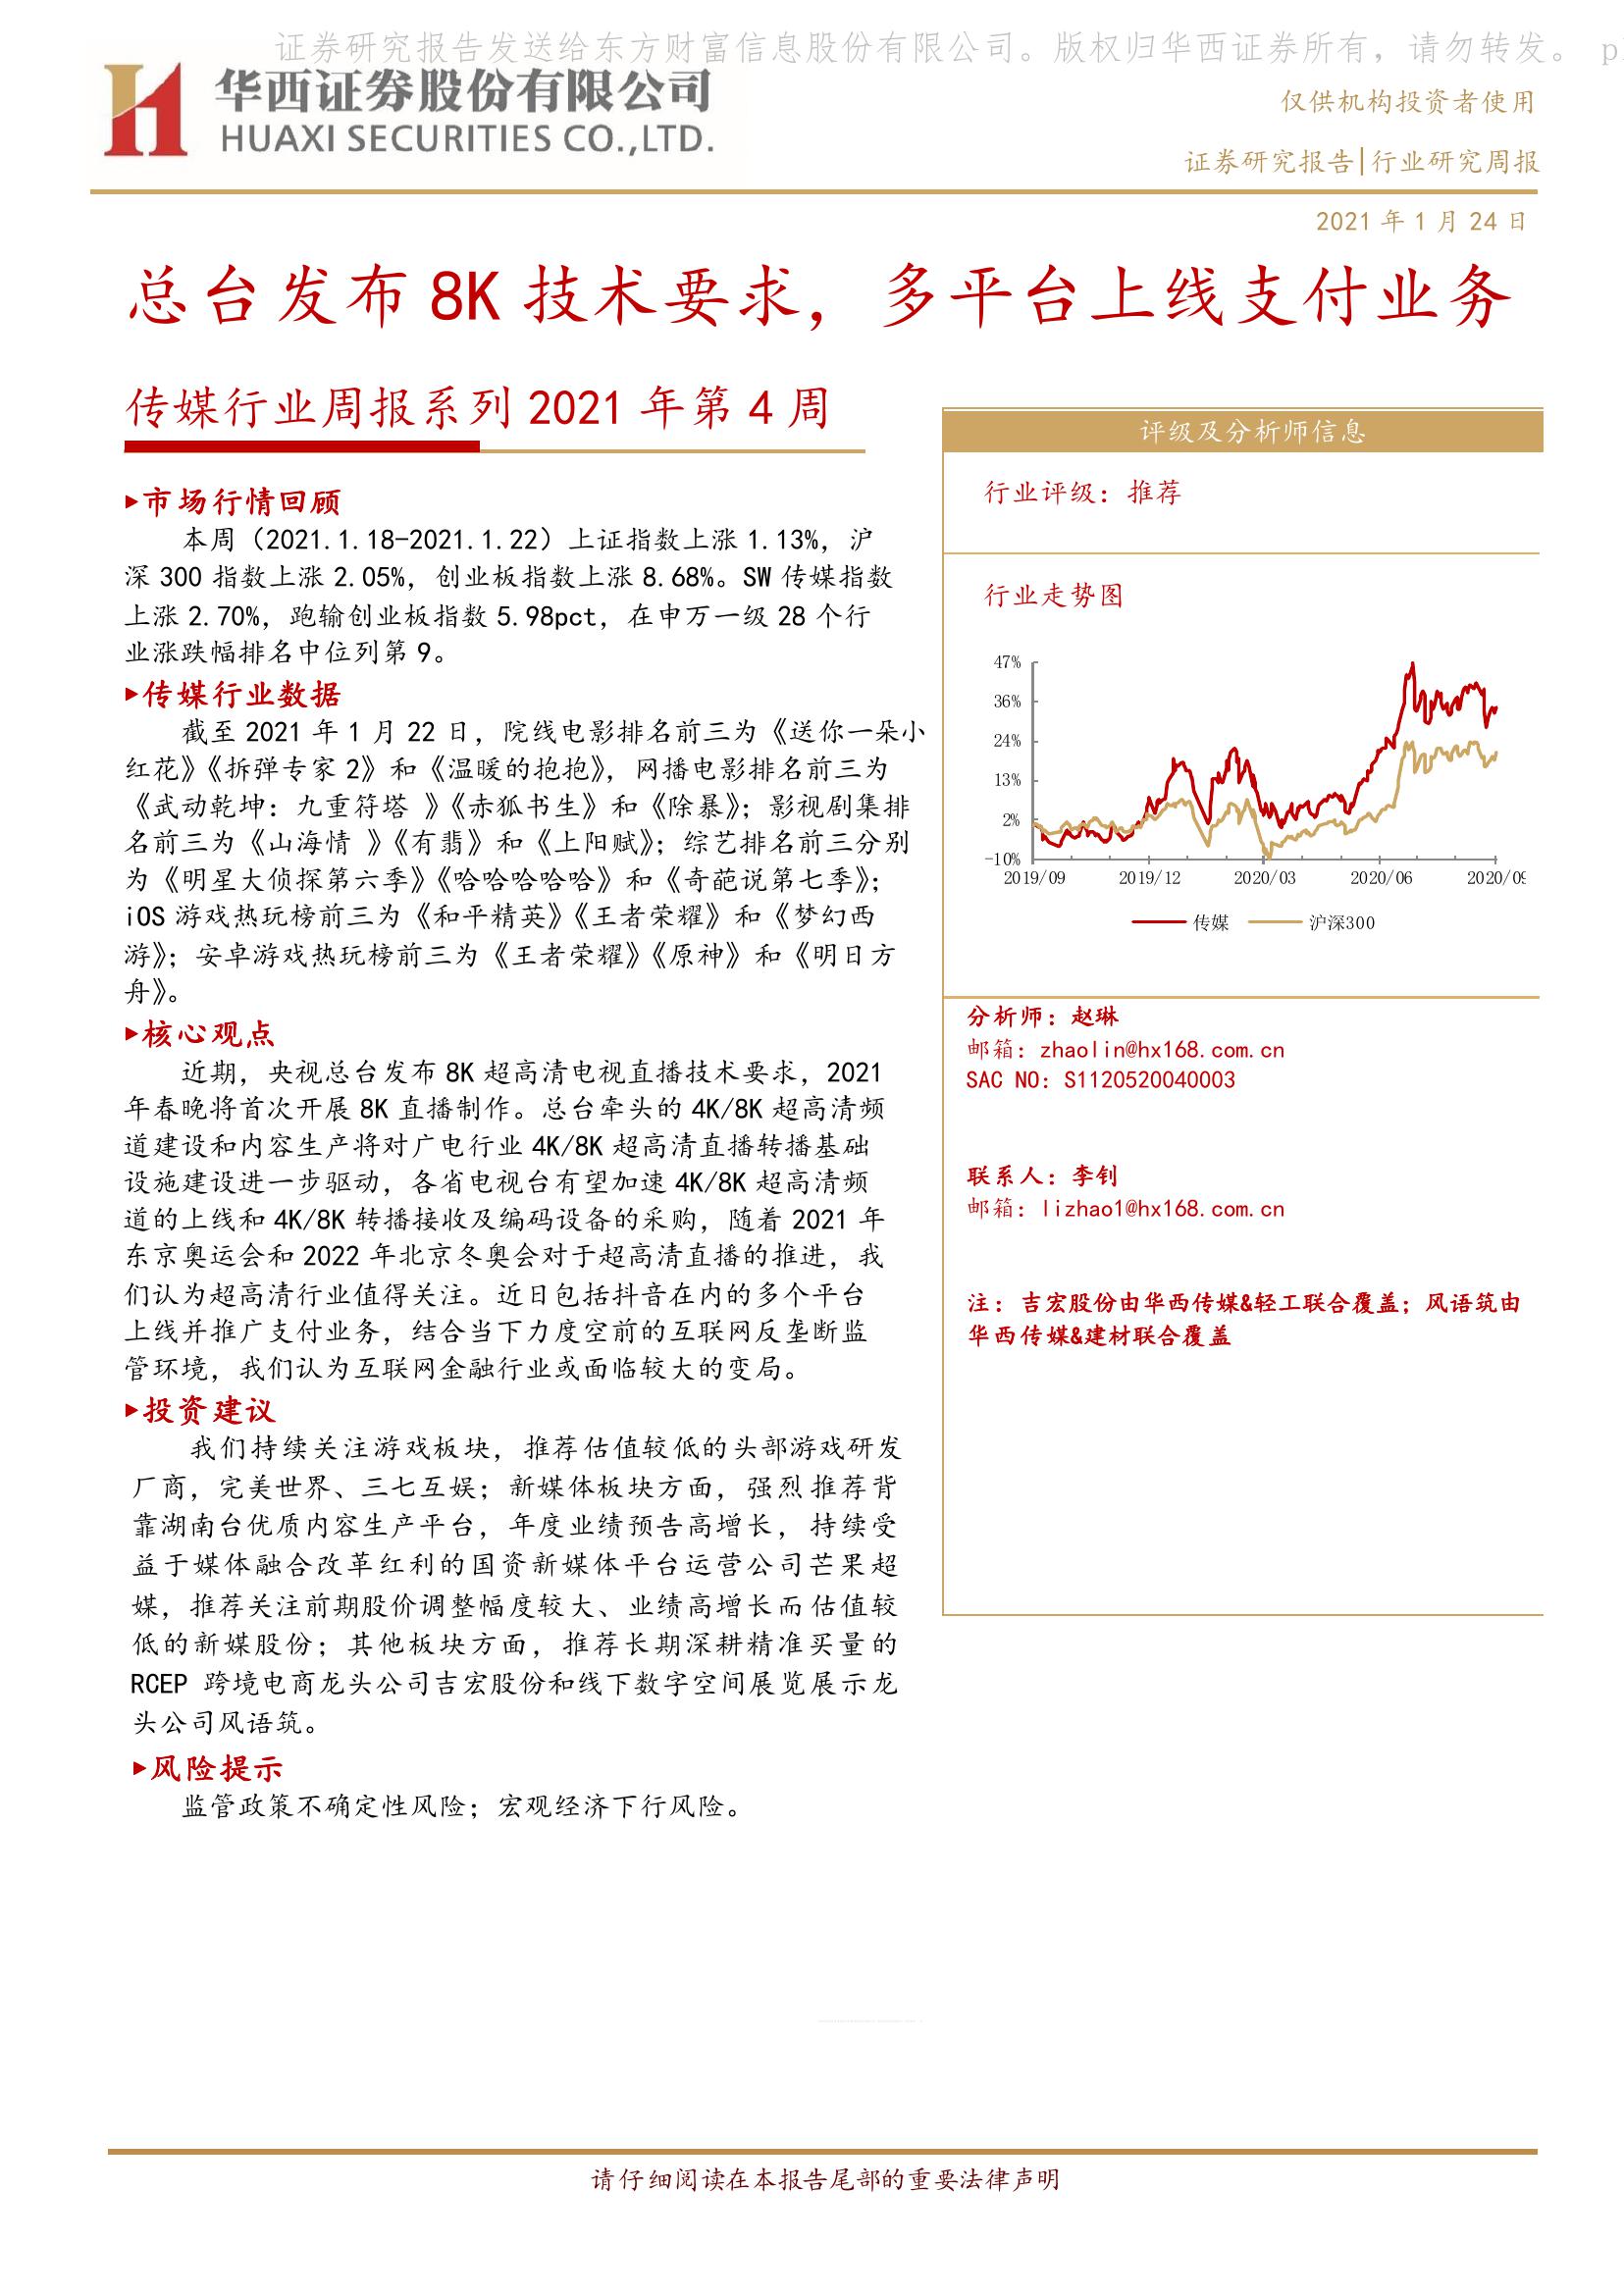 证券研究报告发送给东方财富信息股份有限公司。版权归华西证券所有，请勿转发。 p
华西证券股份有限公司
HUAXI SECURITIES CO.,LTD.
仅供机构投资者使用
证券研究报告|行业研究周报
2021 年 1 月 24 日
总台发布 8K 技术要求，多平台上线支付业务
传媒行业周报系列 2021 年第 4 周
▸市场行情回顾
本周（2021.1.18-2021.1.22）上证指数上涨 1.13%，沪
深 300 指数上涨 2.05%，创业板指数上涨 8.68%。SW 传媒指数
上涨 2.70%，跑输创业板指数 5.98pct，在申万一级 28 个行
业涨跌幅排名中位列第 9。
▸传媒行业数据
截至 2021 年 1 月 22 日，院线电影排名前三为《送你一朵小
红花》《拆弹专家 2》和《温暖的抱抱》，网播电影排名前三为
《武动乾坤：九重符塔 》《赤狐书生》和《除暴》；影视剧集排
名前三为《山海情 》《有翡》和《上阳赋》；综艺排名前三分别
为《明星大侦探第六季》《哈哈哈哈哈》和《奇葩说第七季》；
iOS 游戏热玩榜前三为《和平精英》《王者荣耀》和《梦幻西
游》；安卓游戏热玩榜前三为《王者荣耀》《原神》和《明日方
舟》。
▸核心观点
近期，央视总台发布 8K 超高清电视直播技术要求，2021
年春晚将首次开展 8K 直播制作。总台牵头的 4K/8K 超高清频
道建设和内容生产将对广电行业 4K/8K 超高清直播转播基础
设施建设进一步驱动，各省电视台有望加速 4K/8K 超高清频
道的上线和 4K/8K 转播接收及编码设备的采购，随着 2021 年
东京奥运会和 2022 年北京冬奥会对于超高清直播的推进，我
们认为超高清行业值得关注。近日包括抖音在内的多个平台
上线并推广支付业务，结合当下力度空前的互联网反垄断监
管环境，我们认为互联网金融行业或面临较大的变局。
▸投资建议
我们持续关注游戏板块，推荐估值较低的头部游戏研发
厂商，完美世界、三七互娱；新媒体板块方面，强烈推荐背
靠湖南台优质内容生产平台，年度业绩预告高增长，持续受
益于媒体融合改革红利的国资新媒体平台运营公司芒果超
媒，推荐关注前期股价调整幅度较大、业绩高增长而估值较
低的新媒股份；其他板块方面，推荐长期深耕精准买量的
RCEP 跨境电商龙头公司吉宏股份和线下数字空间展览展示龙
头公司风语筑。
▸风险提示
监管政策不确定性风险；宏观经济下行风险。
评级及分析师信息
行业评级：推荐
行业走势图
47%
36%
24%
13%
2%
-10%
2019/09 2019/12 2020/03 2020/06 2020/09
传媒 沪深300
分析师：赵琳
邮箱：zhaolin@hx168.com.cn
SAC NO：S1120520040003
联系人：李钊
邮箱：lizhao1@hx168.com.cn
注：吉宏股份由华西传媒&轻工联合覆盖；风语筑由
华西传媒&建材联合覆盖
请仔细阅读在本报告尾部的重要法律声明